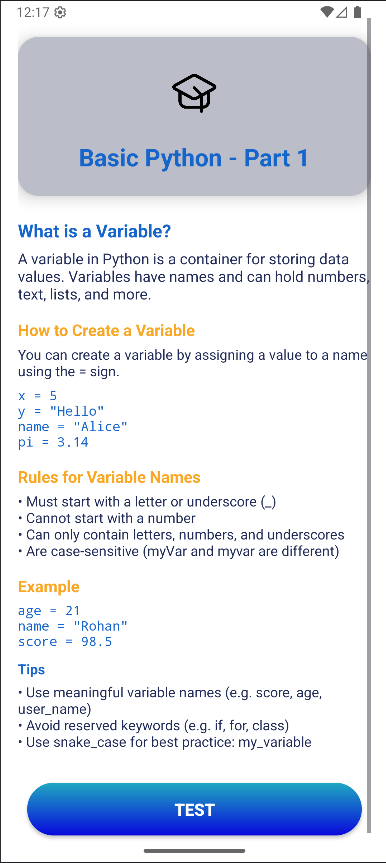 12:17
Basic Python - Part 1
What is a Variable?
A variable in Python is a container for storing data
values. Variables have names and can hold numbers,
text, lists, and more.
How to Create a Variable
You can create a variable by assigning a value to a name
using the = sign.
x = 5
y = "Hello"
name = "Alice"
pi = 3.14
Rules for Variable Names
• Must start with a letter or underscore (_)
• Cannot start with a number
• Can only contain letters, numbers, and underscores
• Are case-sensitive (myVar and myvar are different)
Example
age = 21
name = "Rohan"
score = 98.5
Tips
• Use meaningful variable names (e.g. score, age,
user_name)
• Avoid reserved keywords (e.g. if, for, class)
• Use snake_case for best practice: my_variable
TEST